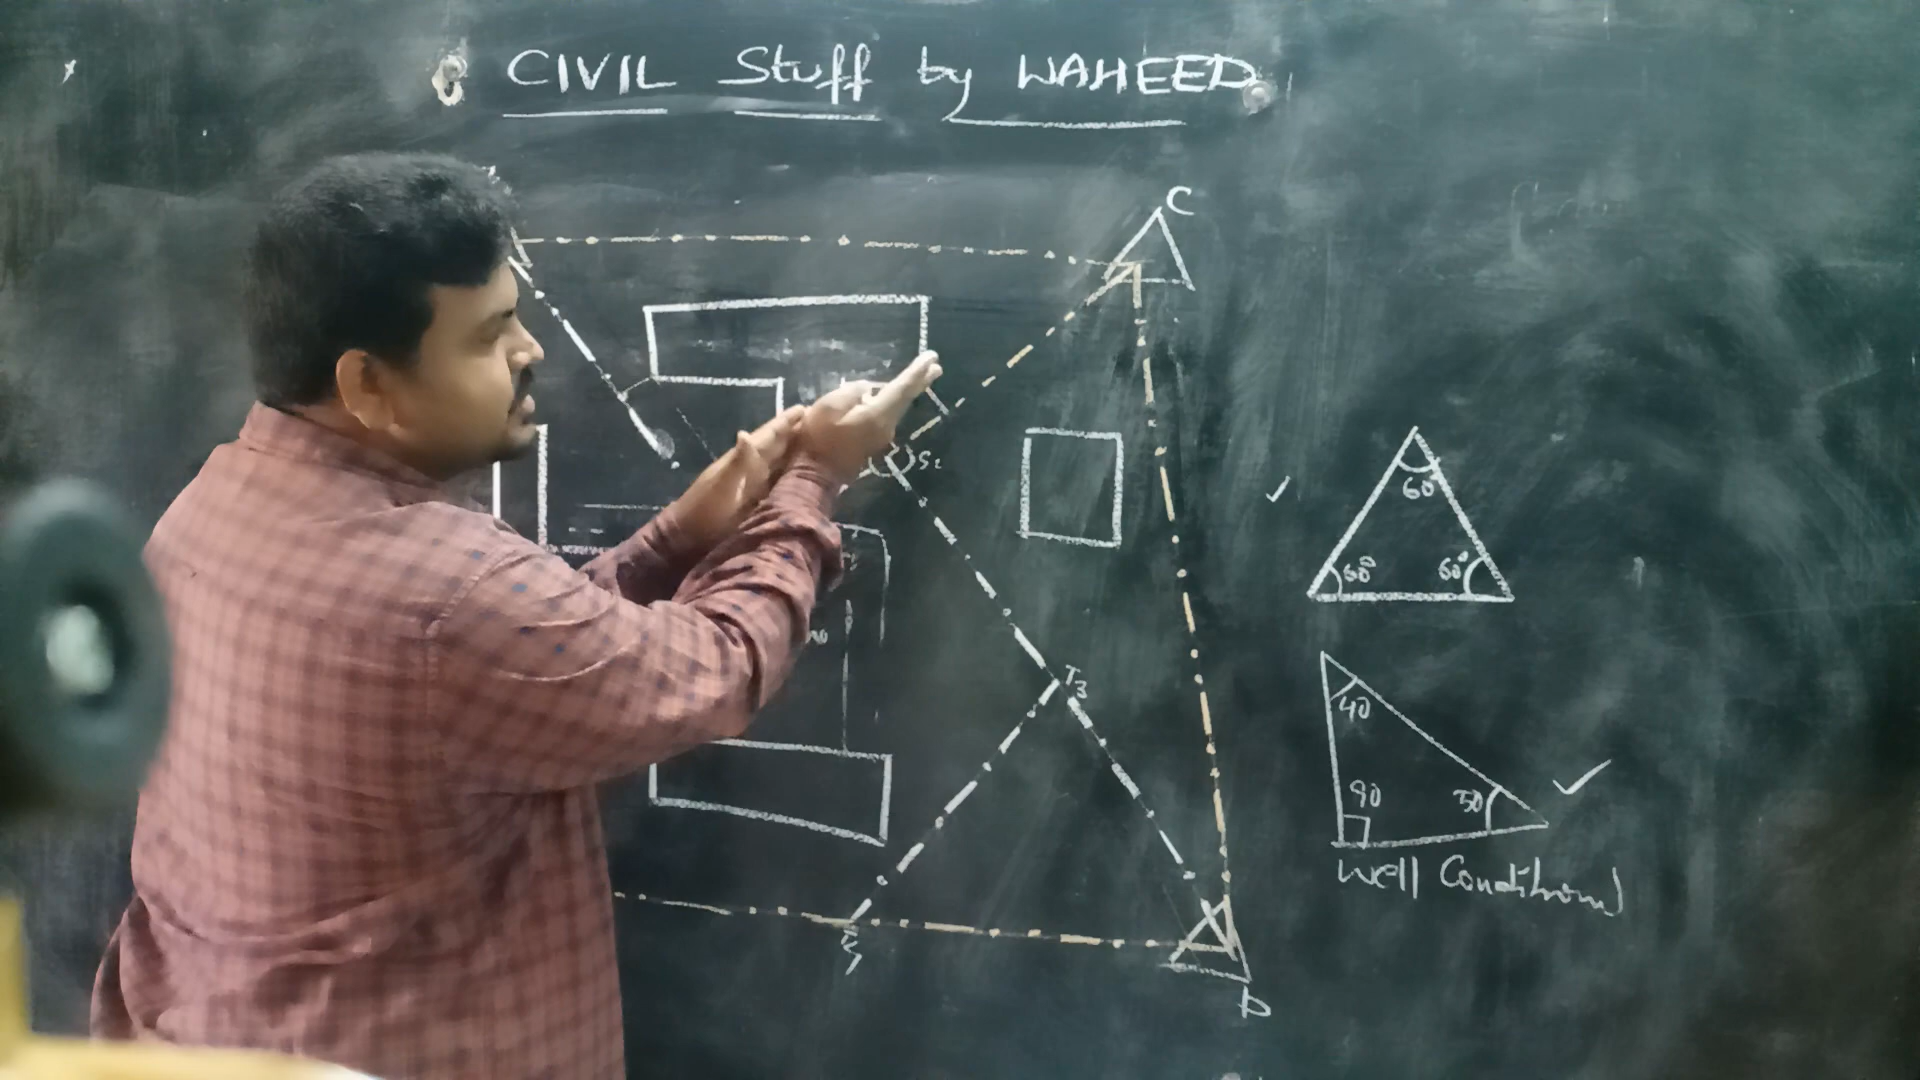 CIVIL Stuff by WAHEED
C
S2
60
60°
60°
T3
40
90
50
Well Conditioned
D